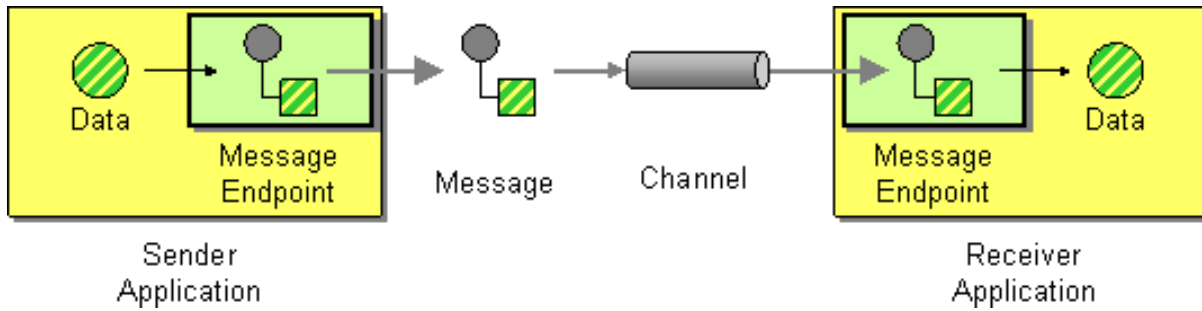 Data
Message
Endpoint
Message
Channel
Message
Endpoint
Data
Sender
Application
Receiver
Application